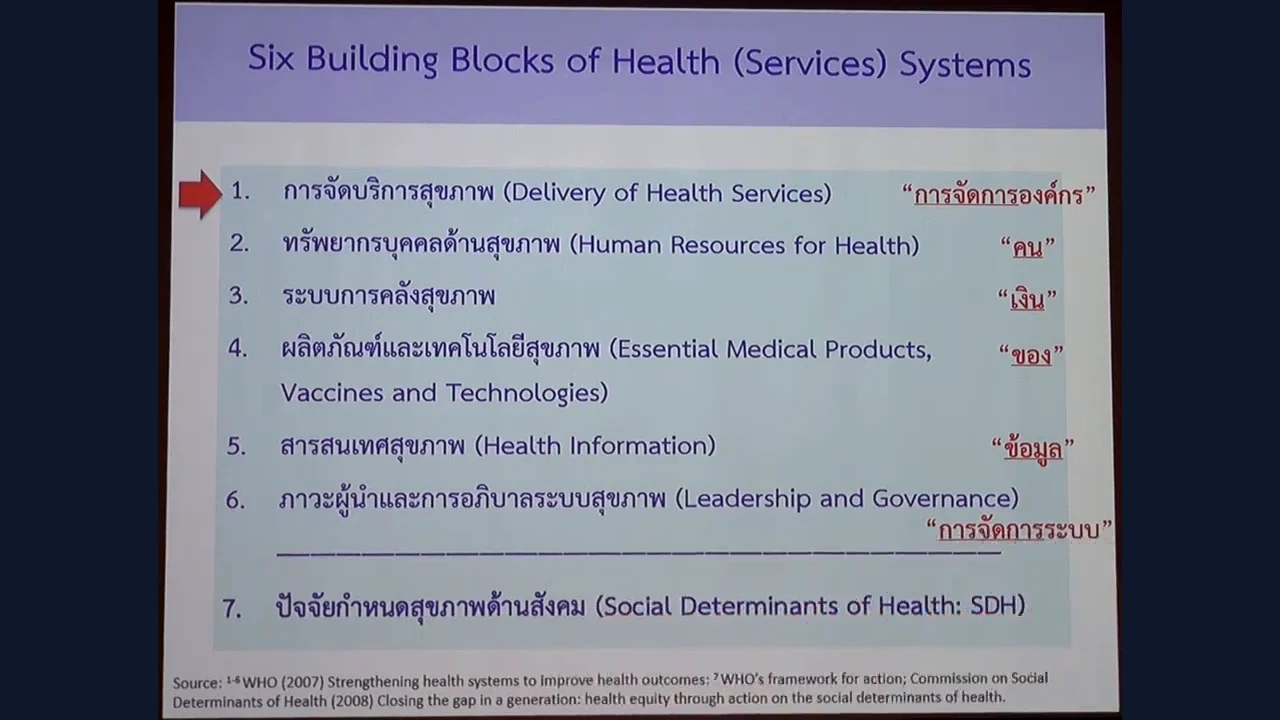 Six Building Blocks of Health (Services) Systems
1. การจัดบริการสุขภาพ (Delivery of Health Services) “การจัดการองค์กร”
2. ทรัพยากรบุคคลด้านสุขภาพ (Human Resources for Health) “คน”
3. ระบบการคลังสุขภาพ “เงิน”
4. ผลิตภัณฑ์และเทคโนโลยีสุขภาพ (Essential Medical Products, “ของ”
Vaccines and Technologies)
5. สารสนเทศสุขภาพ (Health Information) “ข้อมูล”
6. ภาวะผู้นำและการอภิบาลระบบสุขภาพ (Leadership and Governance)
“การจัดการระบบ”
7. ปัจจัยกำหนดสุขภาพด้านสังคม (Social Determinants of Health: SDH)
Source: ¹⁻⁶ WHO (2007) Strengthening health systems to improve health outcomes: ⁷ WHO’s framework for action; Commission on Social
Determinants of Health (2008) Closing the gap in a generation: health equity through action on the social determinants of health.